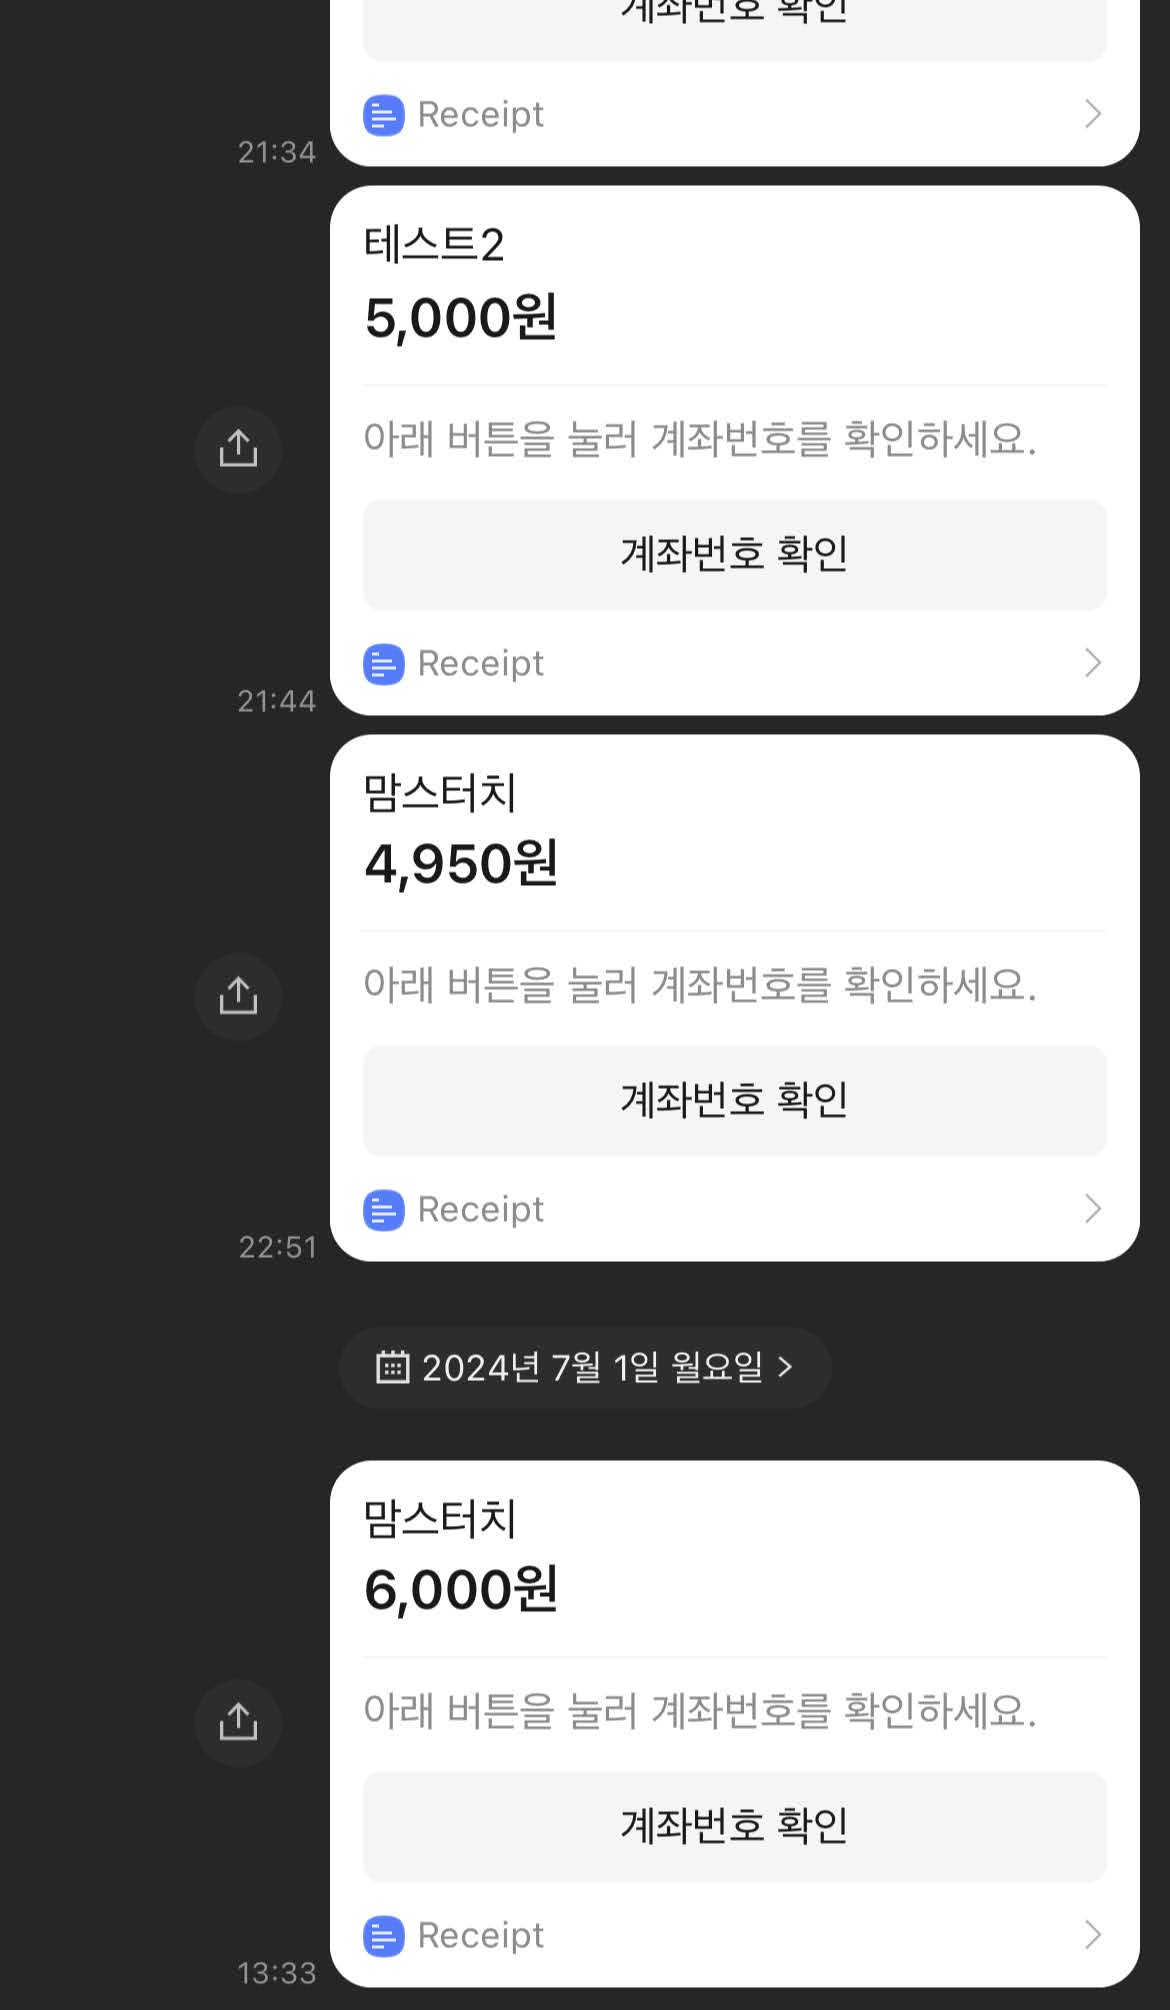 계좌번호 확인
Receipt
21:34
테스트2
5,000원
아래 버튼을 눌러 계좌번호를 확인하세요.
계좌번호 확인
Receipt
21:44
맘스터치
4,950원
아래 버튼을 눌러 계좌번호를 확인하세요.
계좌번호 확인
Receipt
22:51
2024년 7월 1일 월요일
맘스터치
6,000원
아래 버튼을 눌러 계좌번호를 확인하세요.
계좌번호 확인
Receipt
13:33